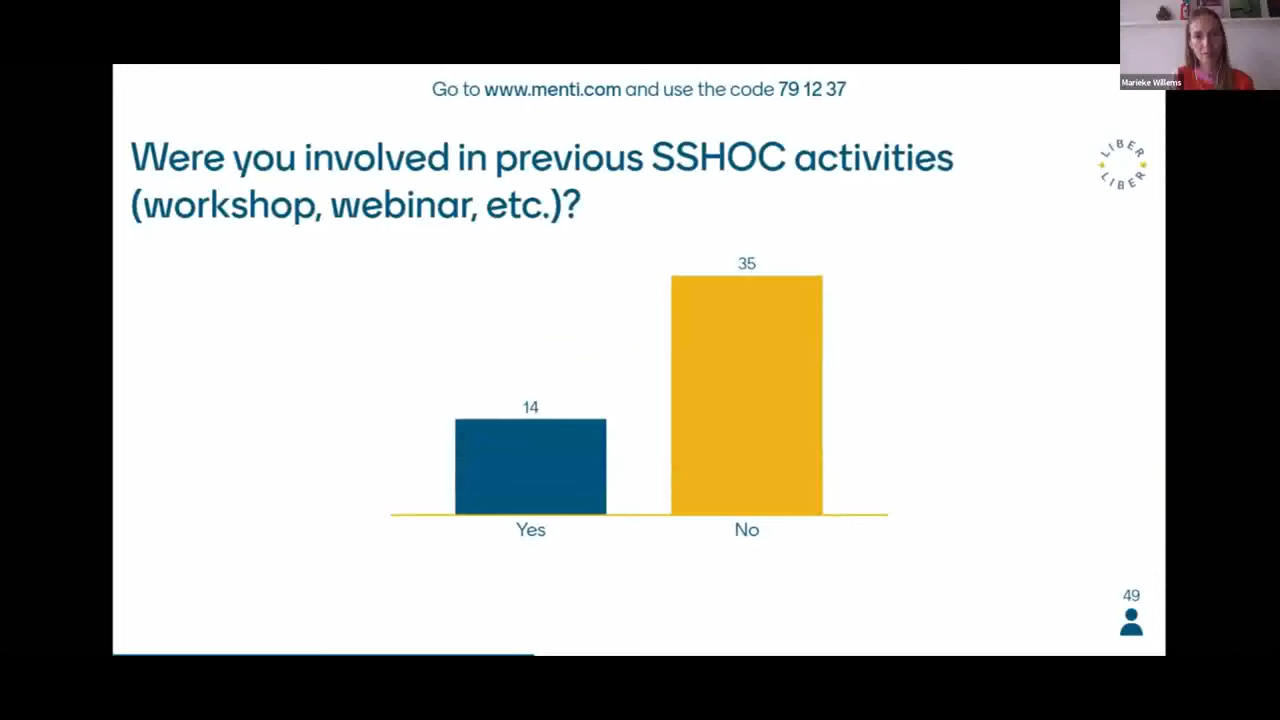 Marieke Willems
Go to www.menti.com and use the code 79 12 37
Were you involved in previous SSHOC activities
(workshop, webinar, etc.)?
LIBER
LIBER
35
14
Yes
No
49